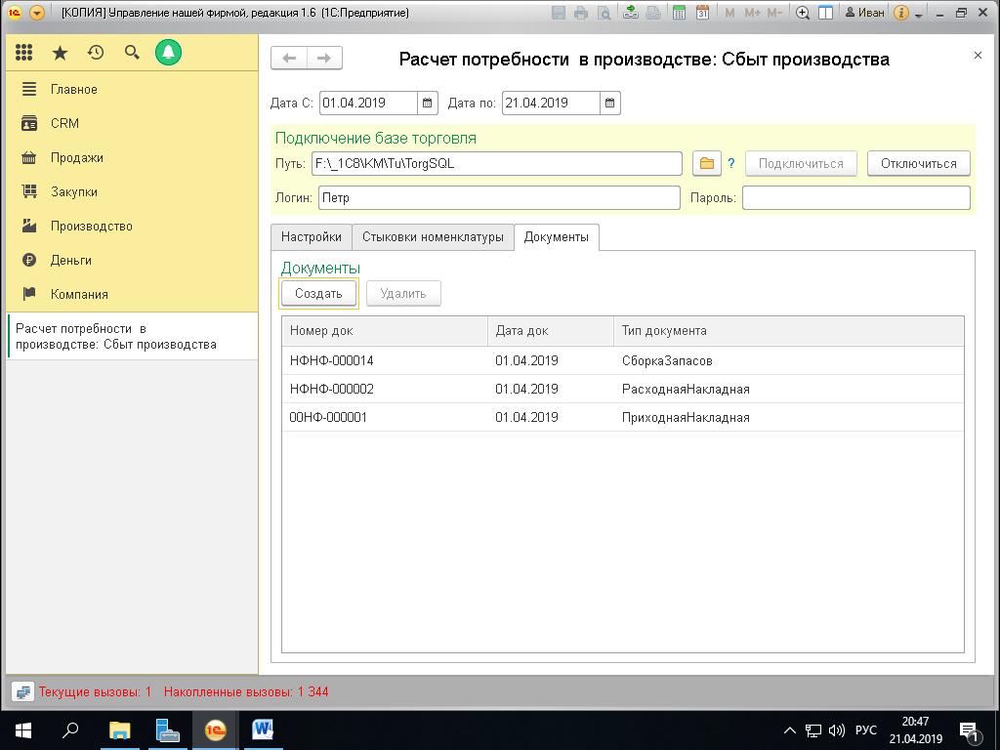 [КОПИЯ] Управление нашей фирмой, редакция 1.6 (1С:Предприятие)
31 M M+ M- Иван
Главное
CRM
Продажи
Закупки
Производство
Деньги
Компания
Расчет потребности в
производстве: Сбыт производства
Расчет потребности в производстве: Сбыт производства
Дата С: 01.04.2019 Дата по: 21.04.2019
Подключение базе торговля
Путь: F:\_1C8\KM\Tu\TorgSQL ? Подключиться Отключиться
Логин: Петр Пароль:
Настройки Стыковки номенклатуры Документы
Документы
Создать Удалить
Номер док Дата док Тип документа
НФНФ-000014 01.04.2019 СборкаЗапасов
НФНФ-000002 01.04.2019 РасходнаяНакладная
00НФ-000001 01.04.2019 ПриходнаяНакладная
Текущие вызовы: 1 Накопленные вызовы: 1 344
РУС 20:47
21.04.2019 1